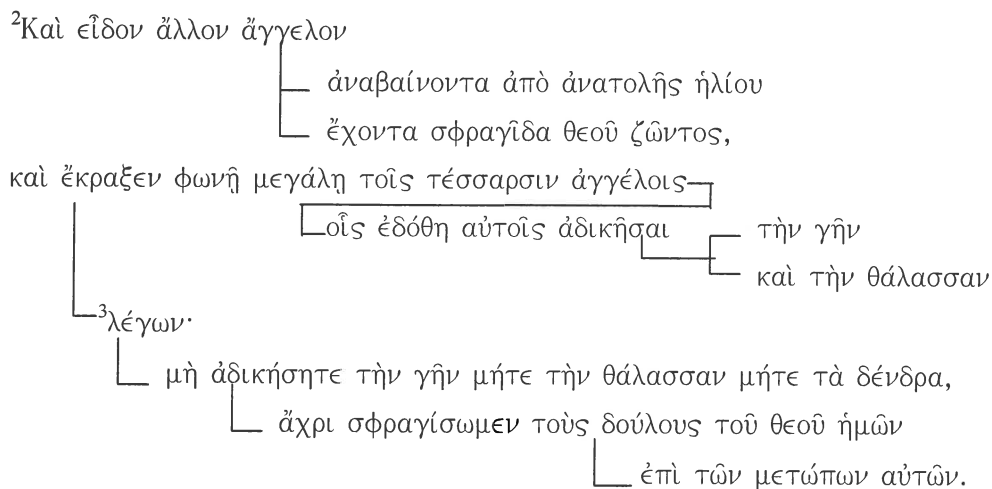 ²Καὶ εἶδον ἄλλον ἄγγελον
ἀναβαίνοντα ἀπὸ ἀνατολῆς ἡλίου
ἔχοντα σφραγῖδα θεοῦ ζῶντος,
καὶ ἔκραξεν φωνῇ μεγάλῃ τοῖς τέσσαρσιν ἀγγέλοις
οἷς ἐδόθη αὐτοῖς ἀδικῆσαι τὴν γῆν
καὶ τὴν θάλασσαν
³λέγων·
μὴ ἀδικήσητε τὴν γῆν μήτε τὴν θάλασσαν μήτε τὰ δένδρα,
ἄχρι σφραγίσωμεν τοὺς δούλους τοῦ θεοῦ ἡμῶν
ἐπὶ τῶν μετώπων αὐτῶν.